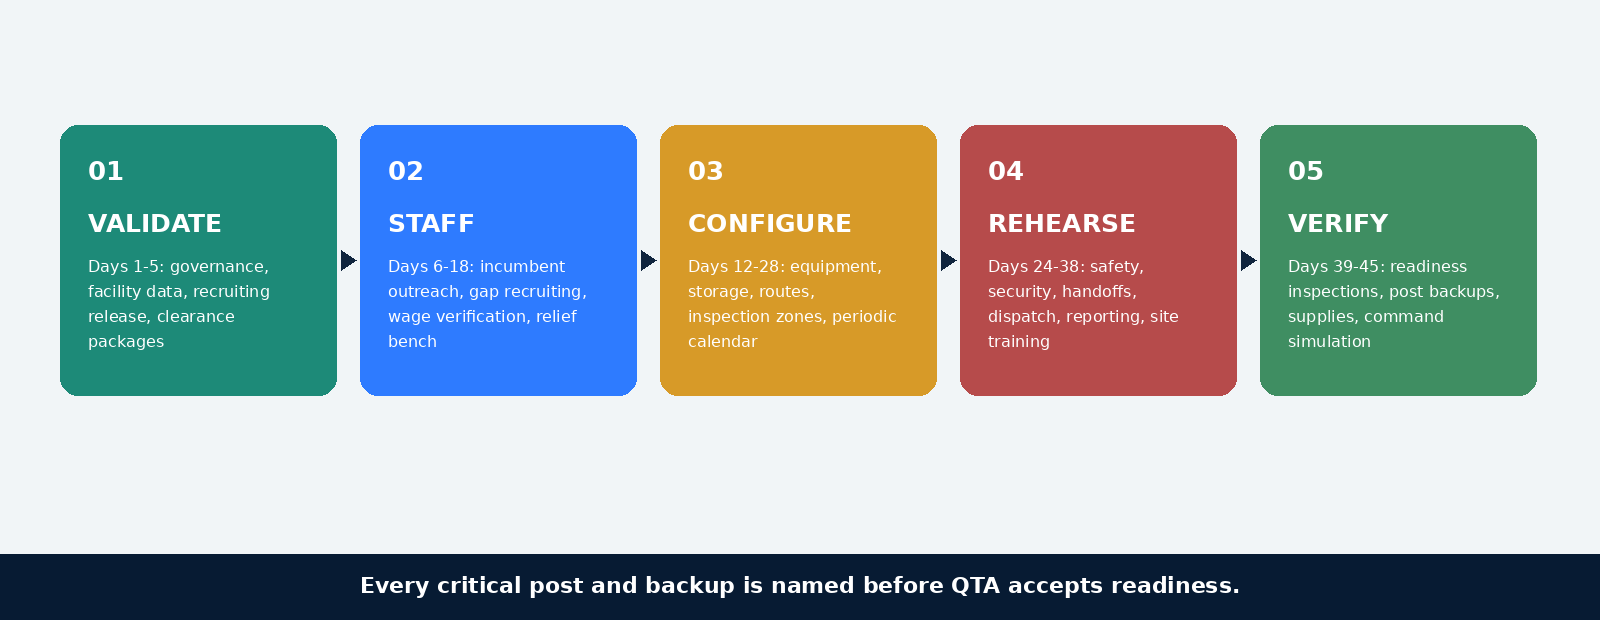 01
VALIDATE
Days 1-5: governance,
facility data, recruiting
release, clearance
packages
02
STAFF
Days 6-18: incumbent
outreach, gap recruiting,
wage verification, relief
bench
03
CONFIGURE
Days 12-28: equipment,
storage, routes,
inspection zones, periodic
calendar
04
REHEARSE
Days 24-38: safety,
security, handoffs,
dispatch, reporting, site
training
05
VERIFY
Days 39-45: readiness
inspections, post backups,
supplies, command
simulation
Every critical post and backup is named before QTA accepts readiness.